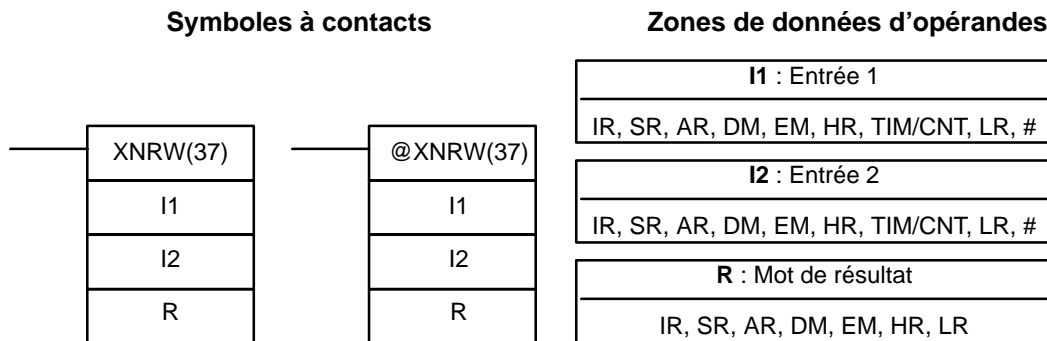 Symboles à contacts
Zones de données d’opérandes
XNRW(37)
I1
I2
R
@XNRW(37)
I1
I2
R
I1 : Entrée 1
IR, SR, AR, DM, EM, HR, TIM/CNT, LR, #
I2 : Entrée 2
IR, SR, AR, DM, EM, HR, TIM/CNT, LR, #
R : Mot de résultat
IR, SR, AR, DM, EM, HR, LR